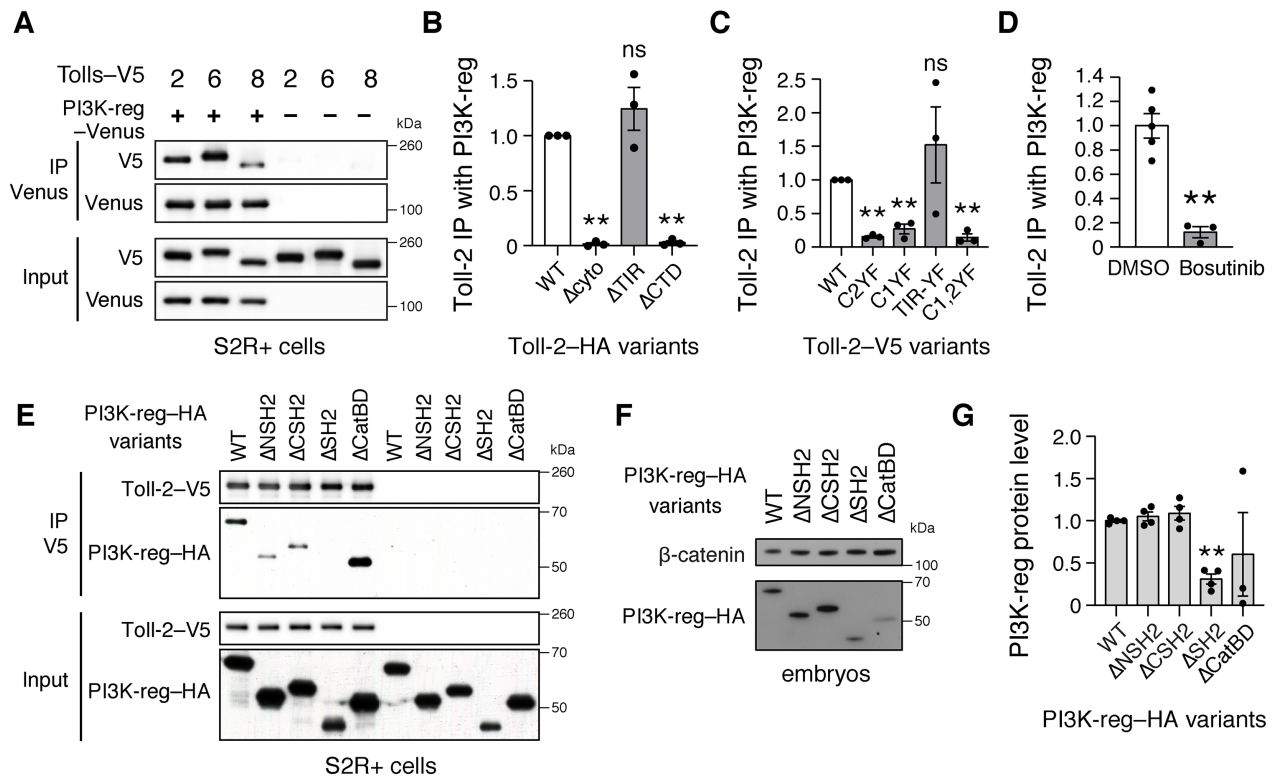 A
Tolls–V5 2 6 8 2 6 8
PI3K-reg
–Venus + + + – – –
kDa
IP
Venus
V5
260
Venus
100
Input
V5
260
Venus
100
S2R+ cells
B
Toll-2 IP with PI3K-reg
1.5
1.0
0.5
0
ns
**
**
WT
Δcyto
ΔTIR
ΔCTD
Toll-2–HA variants
C
Toll-2 IP with PI3K-reg
2.5
2.0
1.5
1.0
0.5
0
ns
**
**
**
WT
C2YF
C1YF
TIR-YF
C1,2YF
Toll-2–V5 variants
D
Toll-2 IP with PI3K-reg
1.4
1.2
1.0
0.8
0.6
0.4
0.2
0
**
DMSO Bosutinib
E
PI3K-reg–HA
variants
WT
ΔNSH2
ΔCSH2
ΔSH2
ΔCatBD
WT
ΔNSH2
ΔCSH2
ΔSH2
ΔCatBD
kDa
IP
V5
Toll-2–V5
260
70
PI3K-reg–HA
50
Input
Toll-2–V5
260
70
PI3K-reg–HA
50
S2R+ cells
F
PI3K-reg–HA
variants
WT
ΔNSH2
ΔCSH2
ΔSH2
ΔCatBD
kDa
β-catenin
100
70
PI3K-reg–HA
50
embryos
G
PI3K-reg protein level
2.0
1.5
1.0
0.5
0
**
WT
ΔNSH2
ΔCSH2
ΔSH2
ΔCatBD
PI3K-reg–HA variants